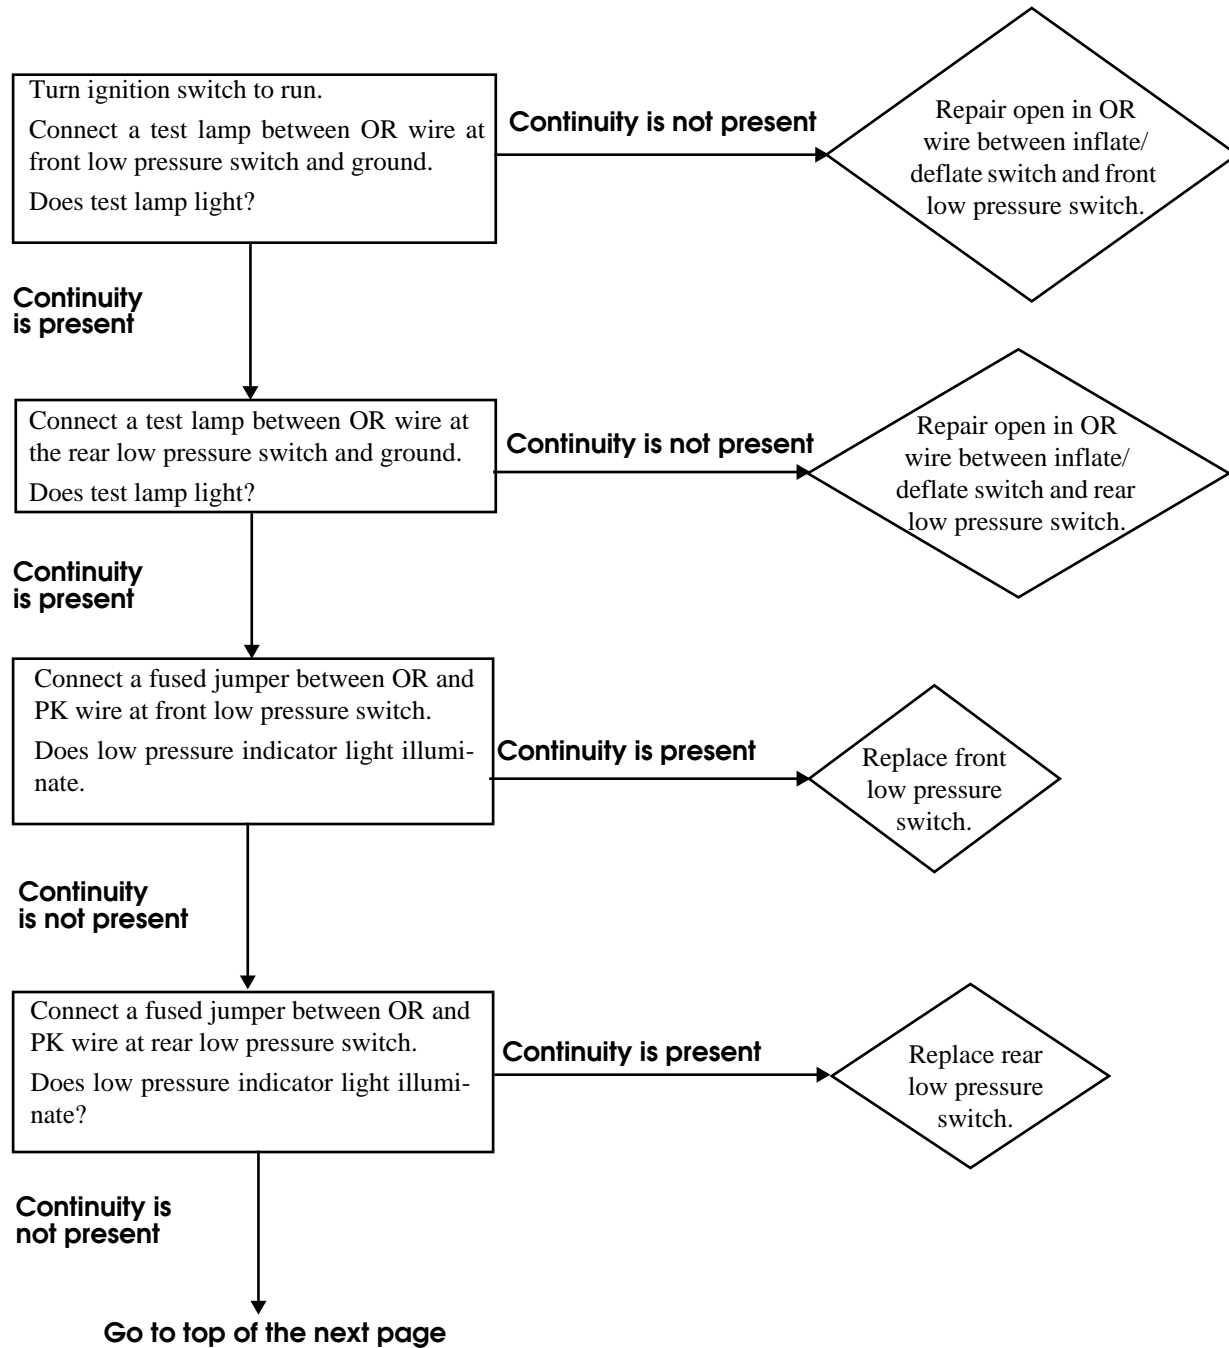 Turn ignition switch to run.
Connect a test lamp between OR wire at
front low pressure switch and ground.
Does test lamp light?
Continuity is not present
Repair open in OR
wire between inflate/
deflate switch and front
low pressure switch.
Continuity
is present
Connect a test lamp between OR wire at
the rear low pressure switch and ground.
Does test lamp light?
Continuity is not present
Repair open in OR
wire between inflate/
deflate switch and rear
low pressure switch.
Continuity
is present
Connect a fused jumper between OR and
PK wire at front low pressure switch.
Does low pressure indicator light illumi-
nate.
Continuity is present
Replace front
low pressure
switch.
Continuity
is not present
Connect a fused jumper between OR and
PK wire at rear low pressure switch.
Does low pressure indicator light illumi-
nate?
Continuity is present
Replace rear
low pressure
switch.
Continuity is
not present
Go to top of the next page